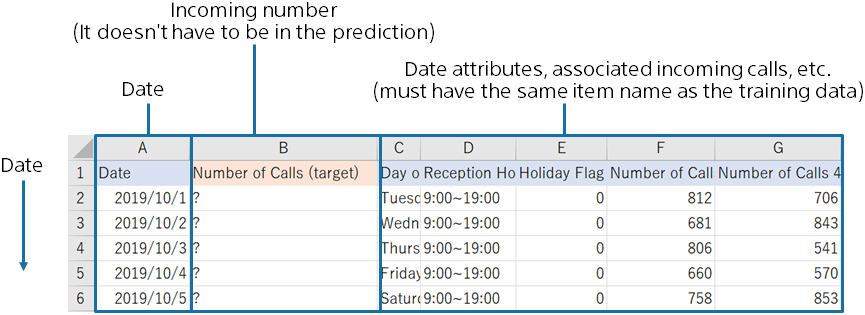 Incoming number
(It doesn't have to be in the prediction)
Date attributes, associated incoming calls, etc.
(must have the same item name as the training data)
Date
Date
A B C D E F G
1 Date Number of Calls (target) Day o Reception Ho Holiday Flag Number of Call Number of Calls 4
2 2019/10/1 ? Tuesd 9:00~19:00 0 812 706
3 2019/10/2 ? Wedn 9:00~19:00 0 681 843
4 2019/10/3 ? Thurs 9:00~19:00 0 806 541
5 2019/10/4 ? Friday 9:00~19:00 0 660 570
6 2019/10/5 ? Satur 9:00~19:00 0 758 853